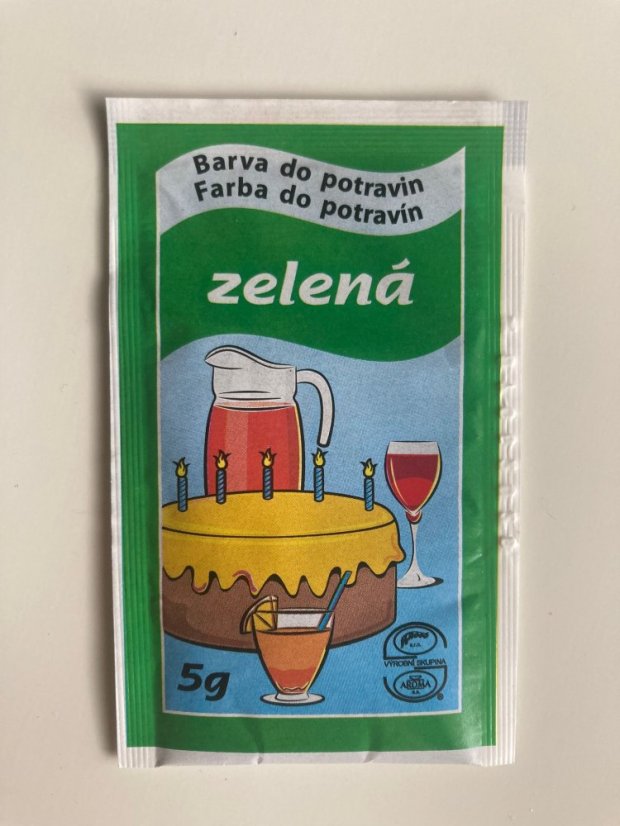 Barva do potravin
Farba do potravín
zelená
5g
s.r.o.
VÝROBNÍ SKUPINA
AROMA
a.s.
®